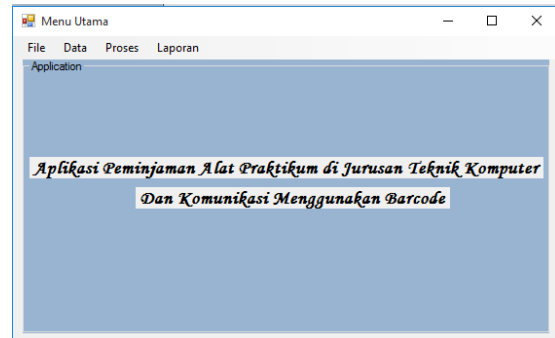 Menu Utama
File Data Proses Laporan
Application
Aplikasi Peminjaman Alat Praktikum di Jurusan Teknik Komputer
Dan Komunikasi Menggunakan Barcode